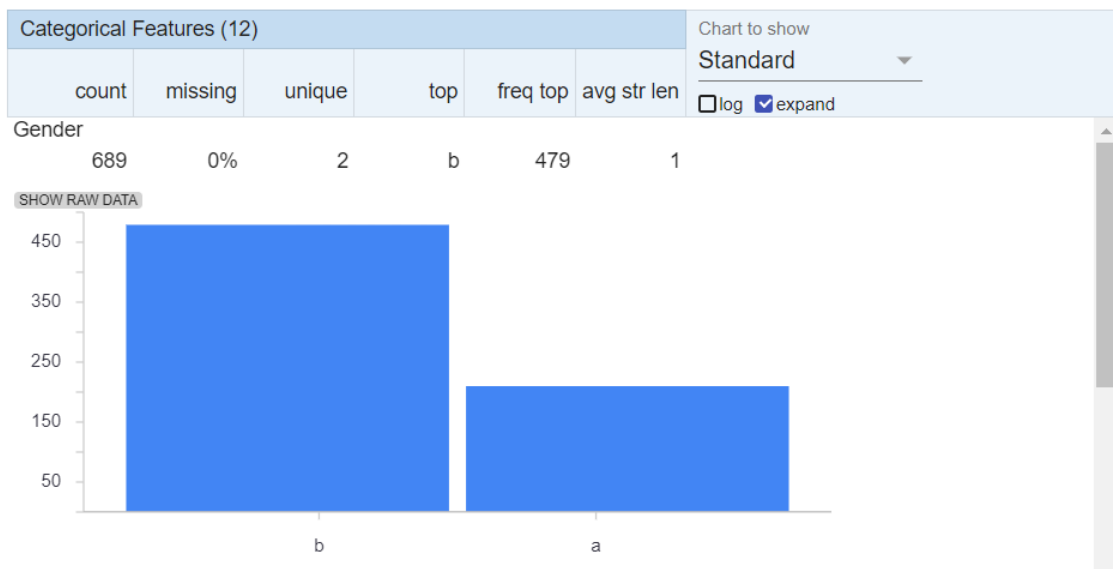 Categorical Features (12)
Chart to show
Standard
count missing unique top freq top avg str len
log expand
Gender
689 0% 2 b 479 1
SHOW RAW DATA
450
350
250
150
50
b a